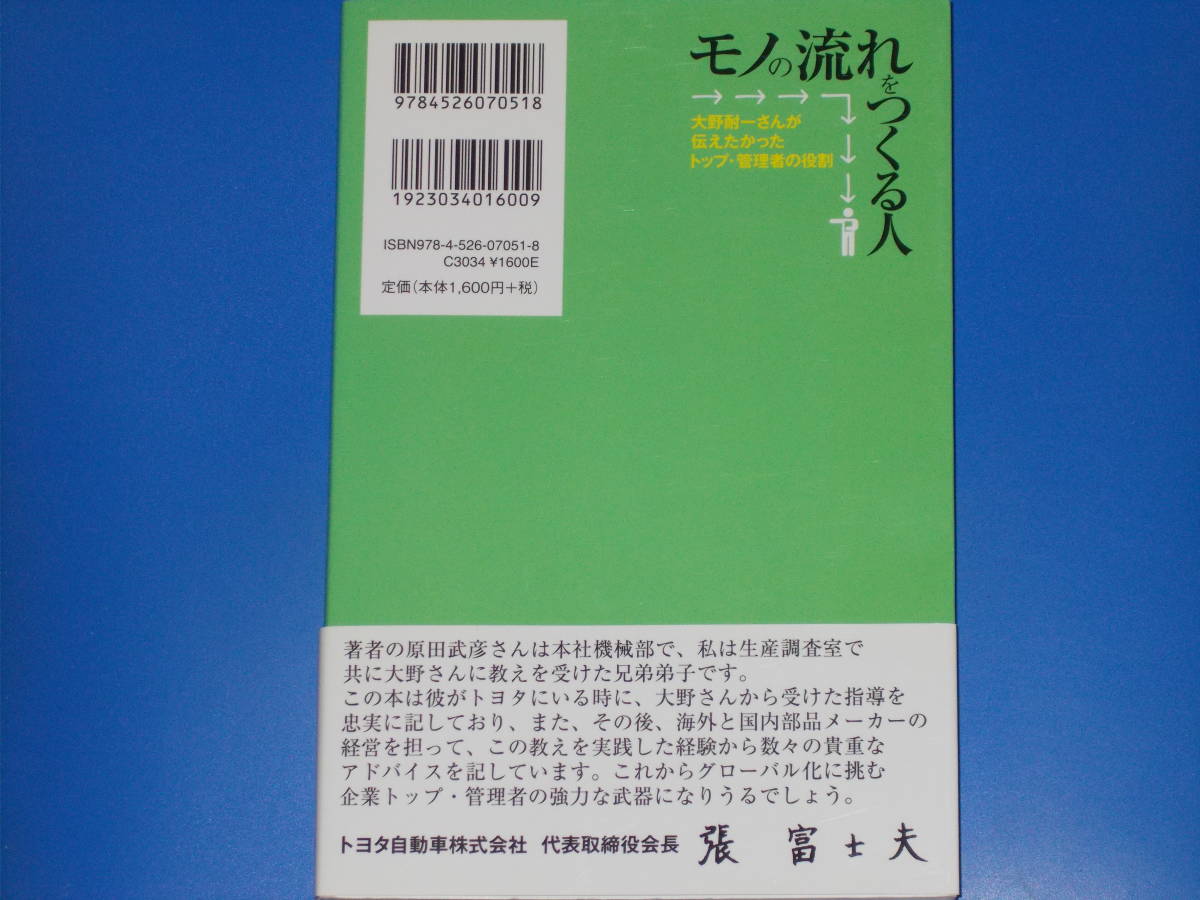 モノの流れをつくる人
大野耐一さんが
伝えたかった
トップ・管理者の役割
9784526070518
1923034016009
ISBN978-4-526-07051-8
C3034 ¥1600E
定価(本体1,600円+税)
著者の原田武彦さんは本社機械部で、私は生産調査室で
共に大野さんに教えを受けた兄弟弟子です。
この本は彼がトヨタにいる時に、大野さんから受けた指導を
忠実に記しており、また、その後、海外と国内部品メーカーの
経営を担って、この教えを実践した経験から数々の貴重な
アドバイスを記しています。これからグローバル化に挑む
企業トップ・管理者の強力な武器になりうるでしょう。
トヨタ自動車株式会社 代表取締役会長 張 富士夫